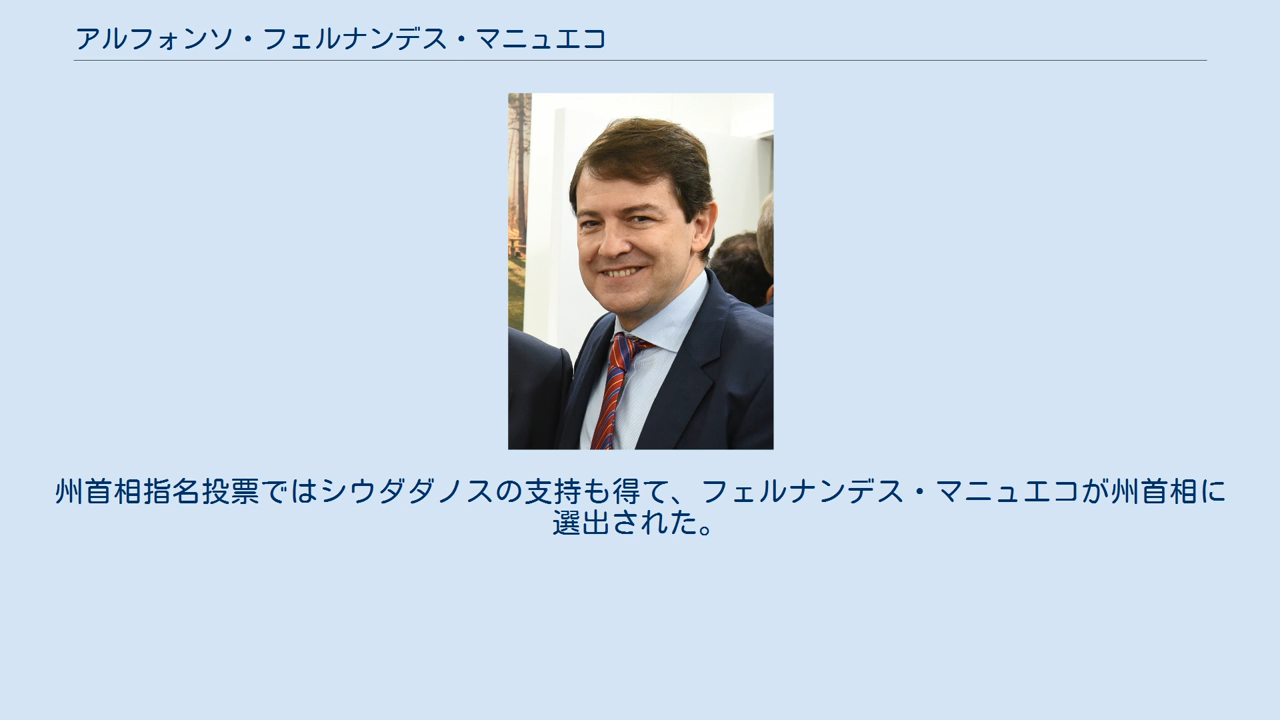 アルフォンソ・フェルナンデス・マニュエコ
州首相指名投票ではシウダダノスの支持も得て、フェルナンデス・マニュエコが州首相に
選出された。